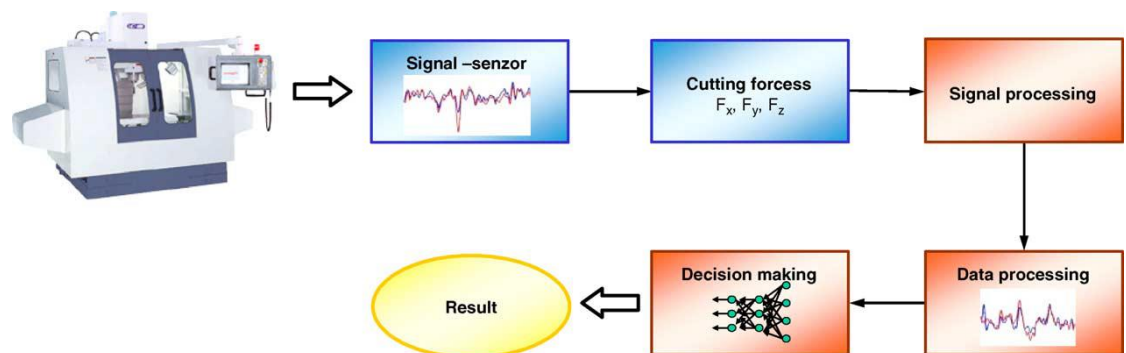 Signal –senzor
Cutting forcess
Fx, Fy, Fz
Signal processing
Data processing
Decision making
Result